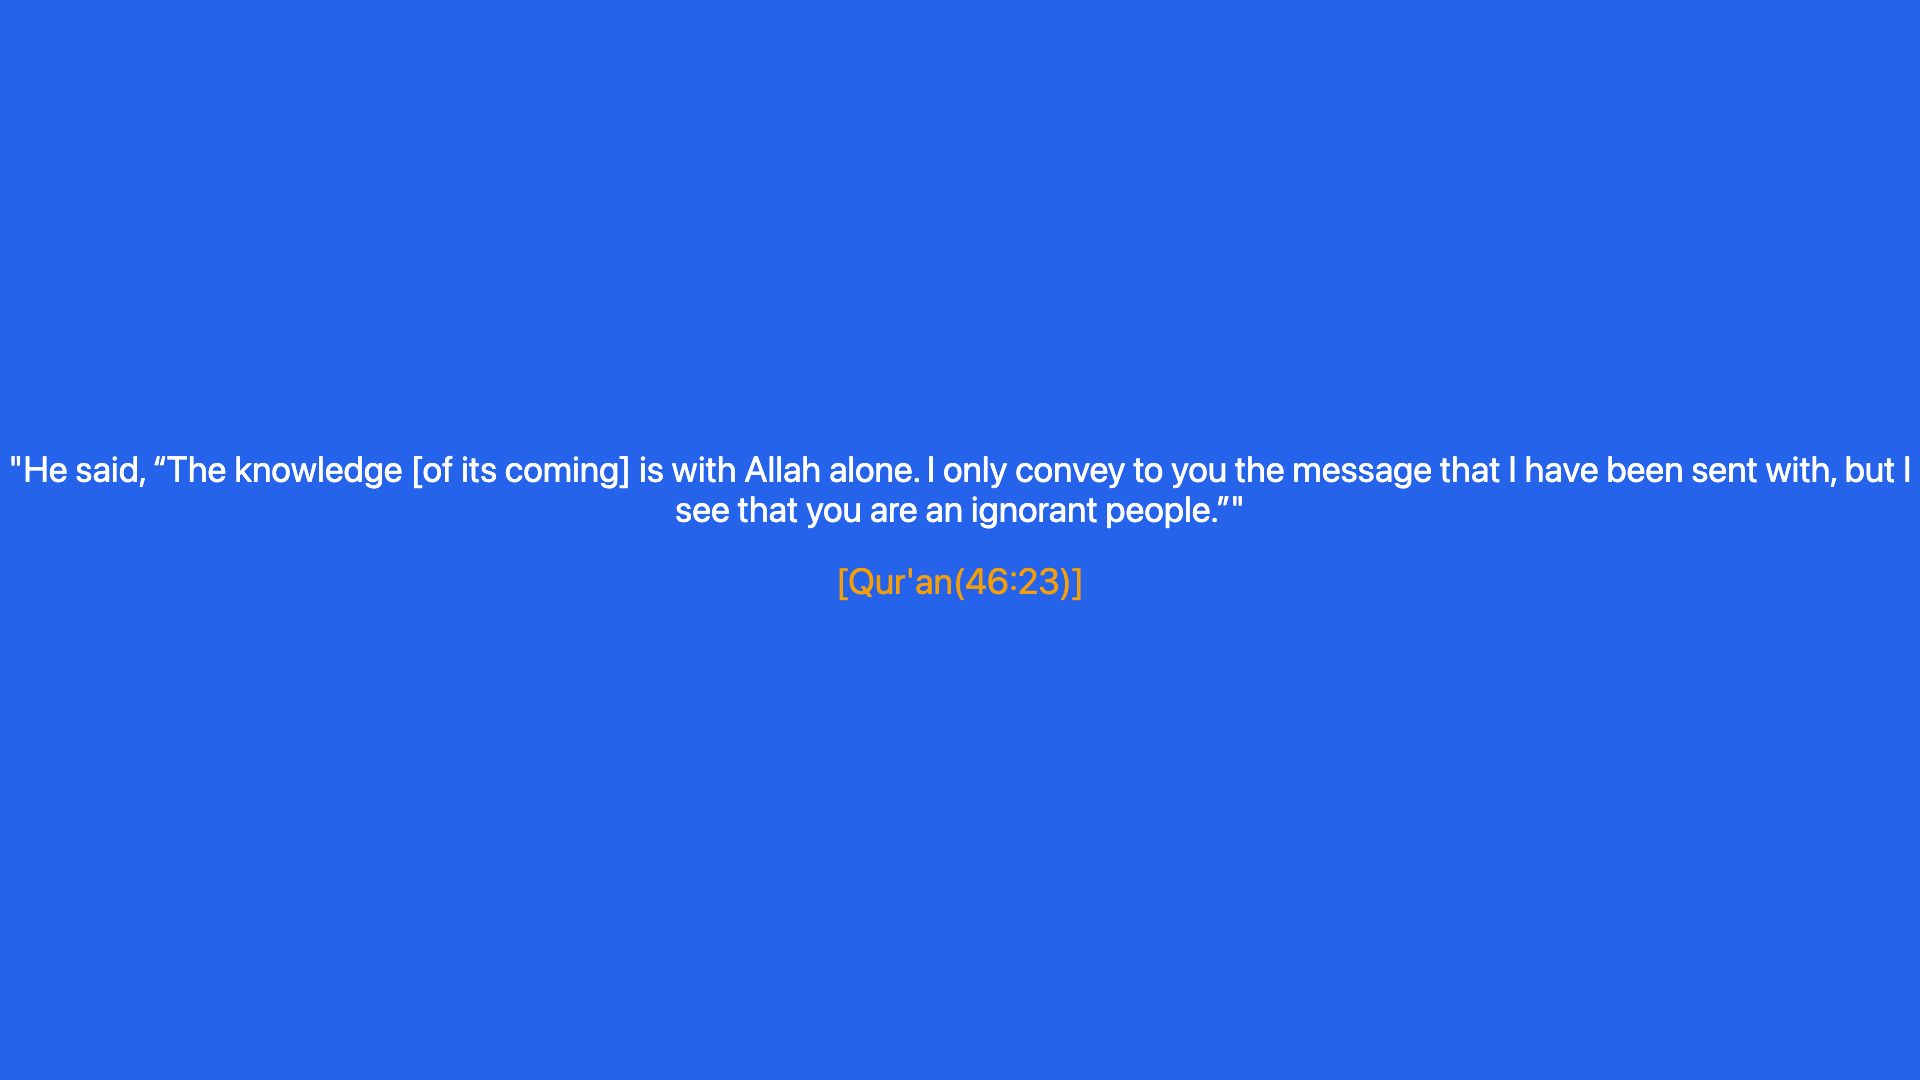 "He said, “The knowledge [of its coming] is with Allah alone. I only convey to you the message that I have been sent with, but I
see that you are an ignorant people.”"
[Qur'an(46:23)]